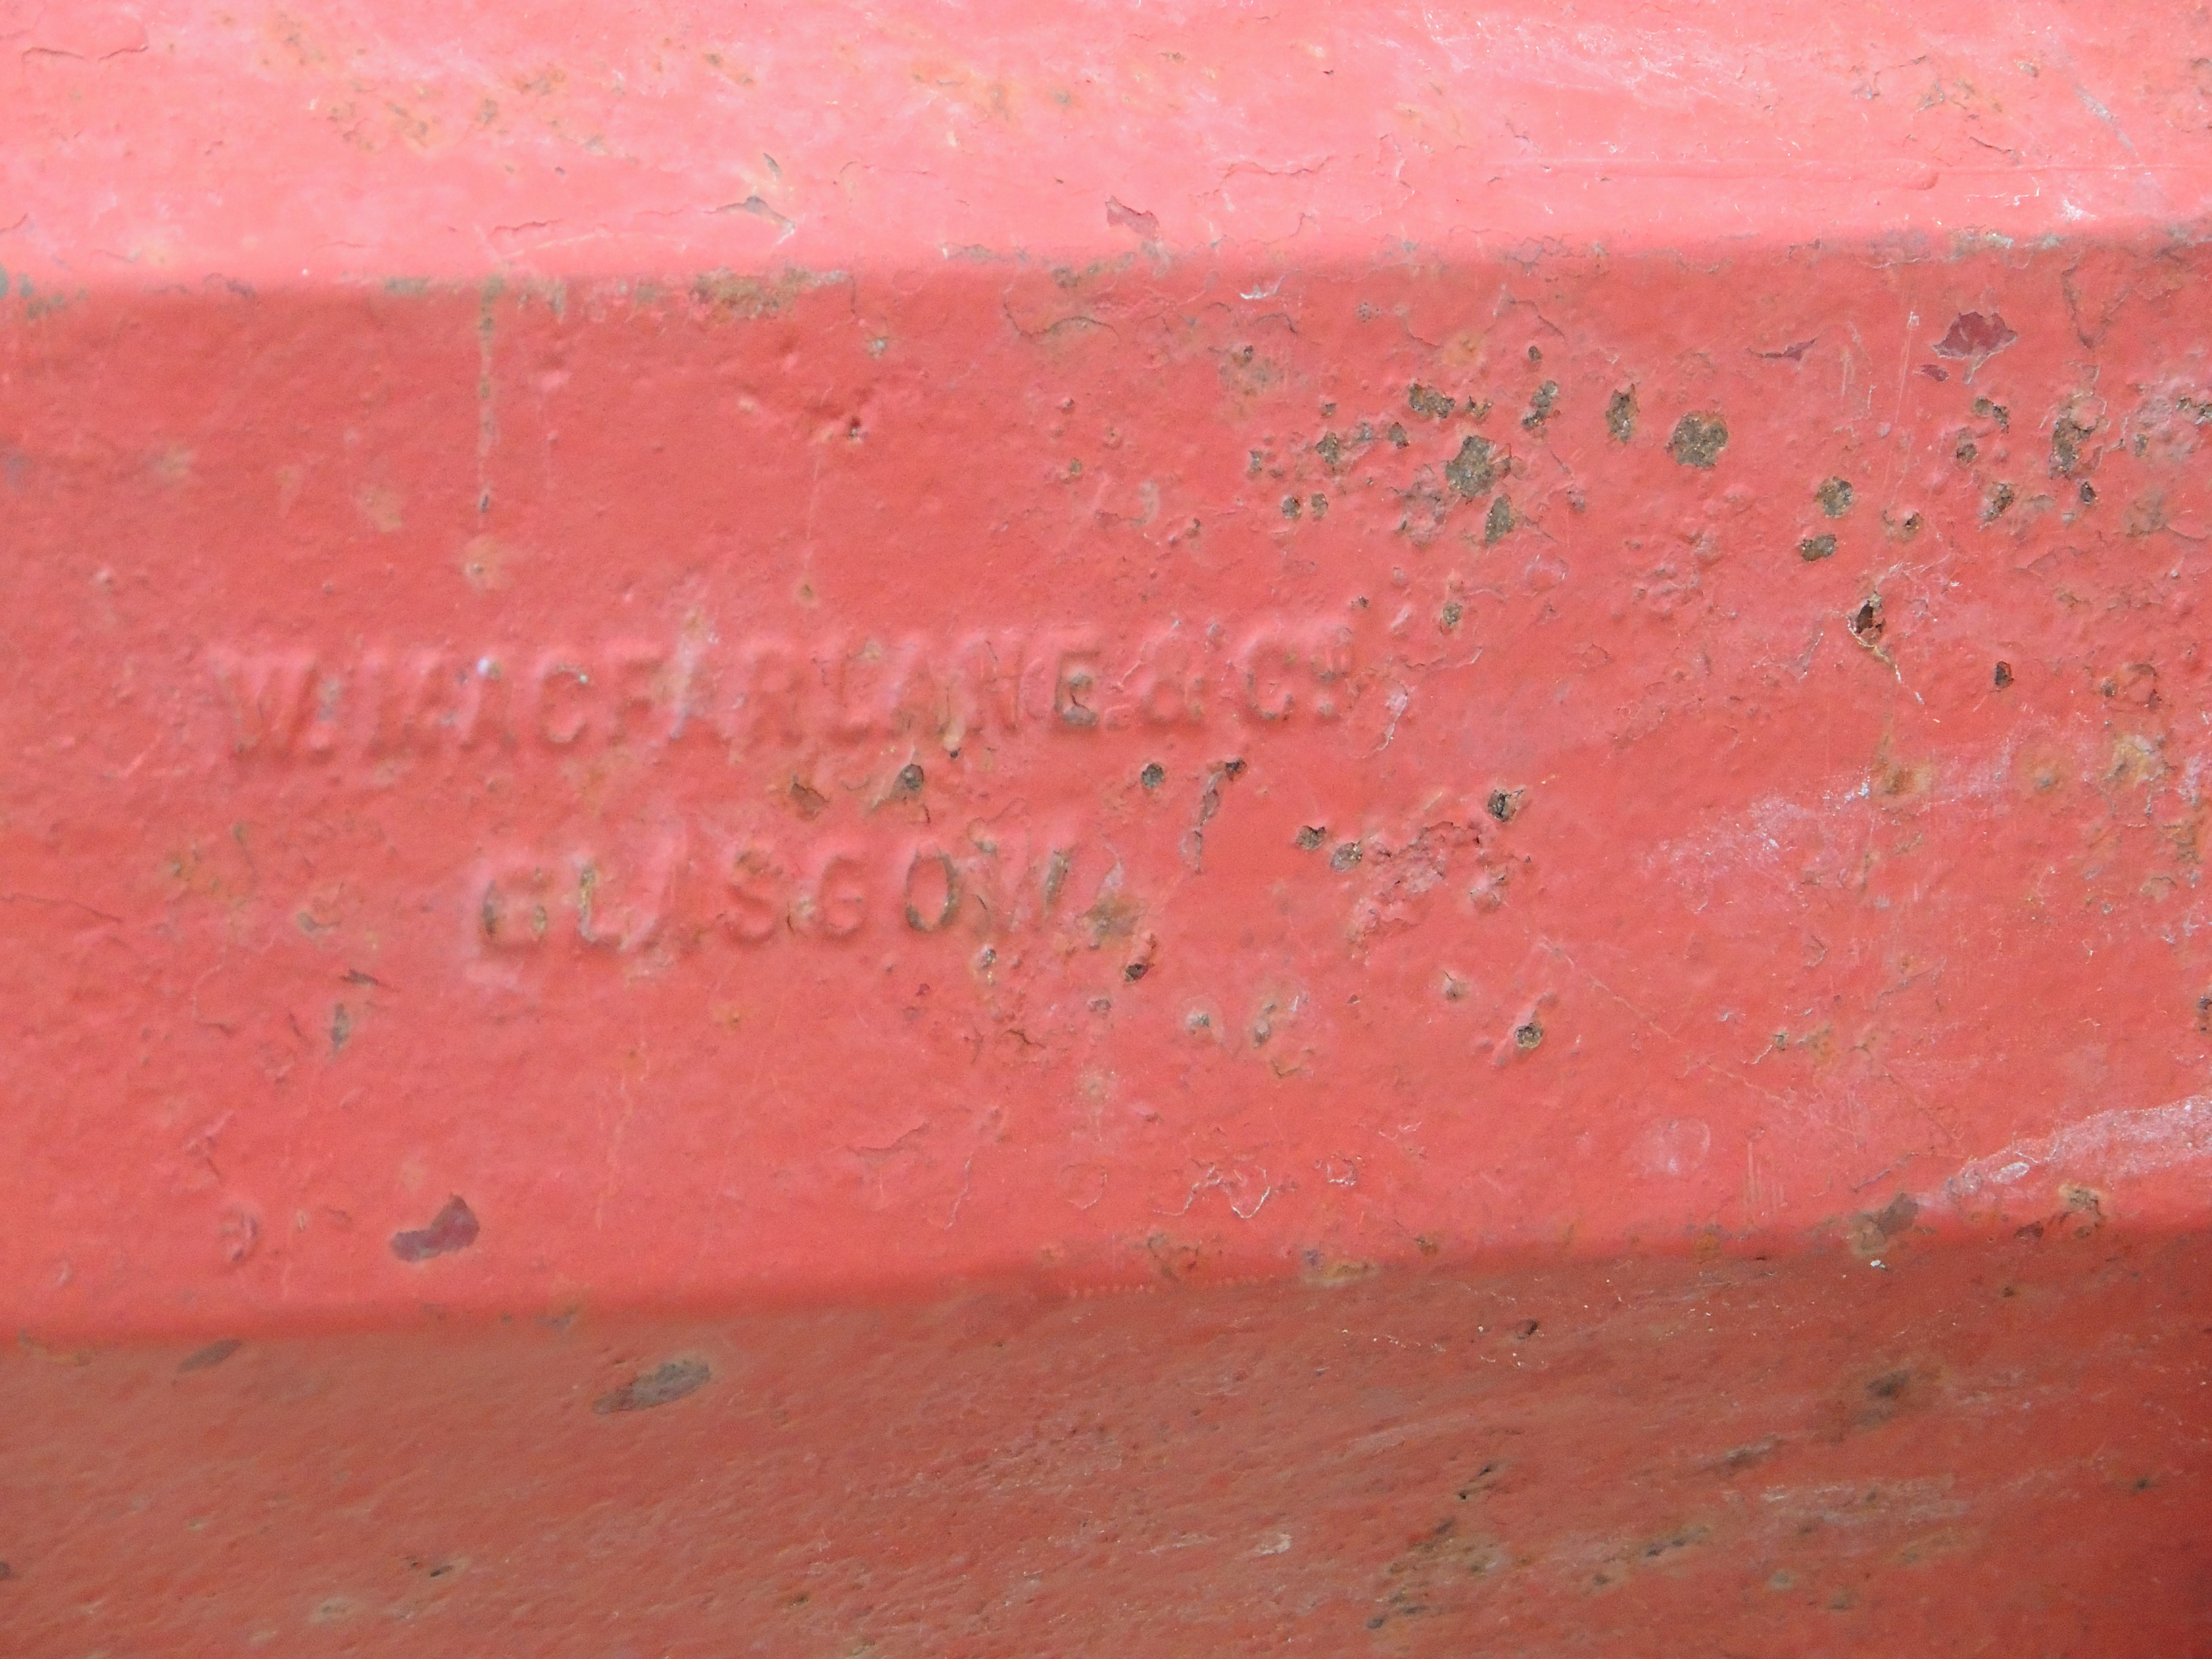 W. MACFARLANE & Co
GLASGOW